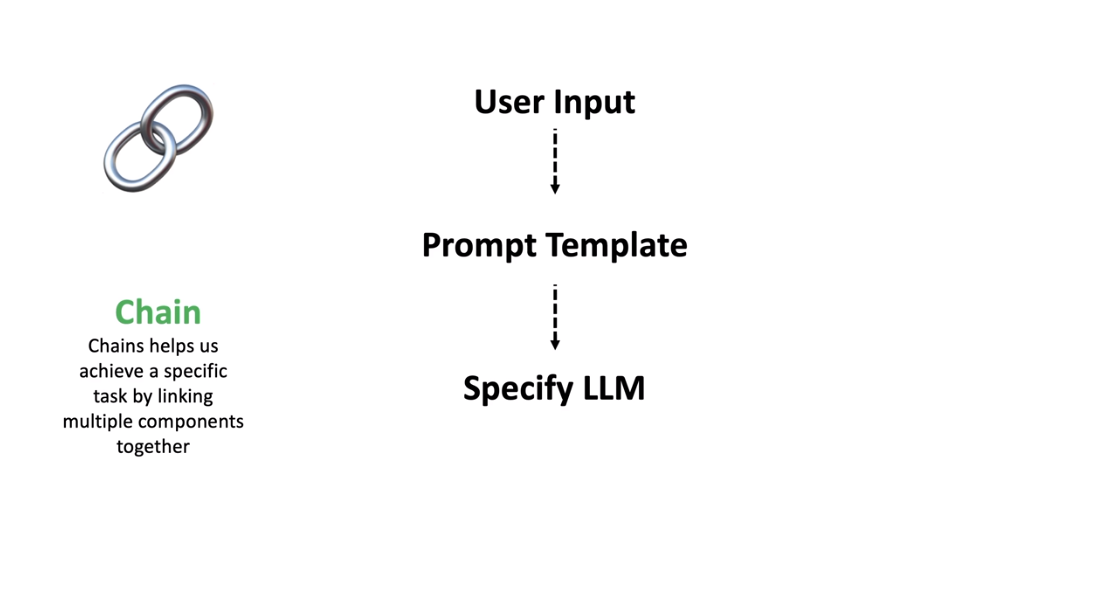 User Input
Prompt Template
Specify LLM
Chain
Chains helps us
achieve a specific
task by linking
multiple components
together